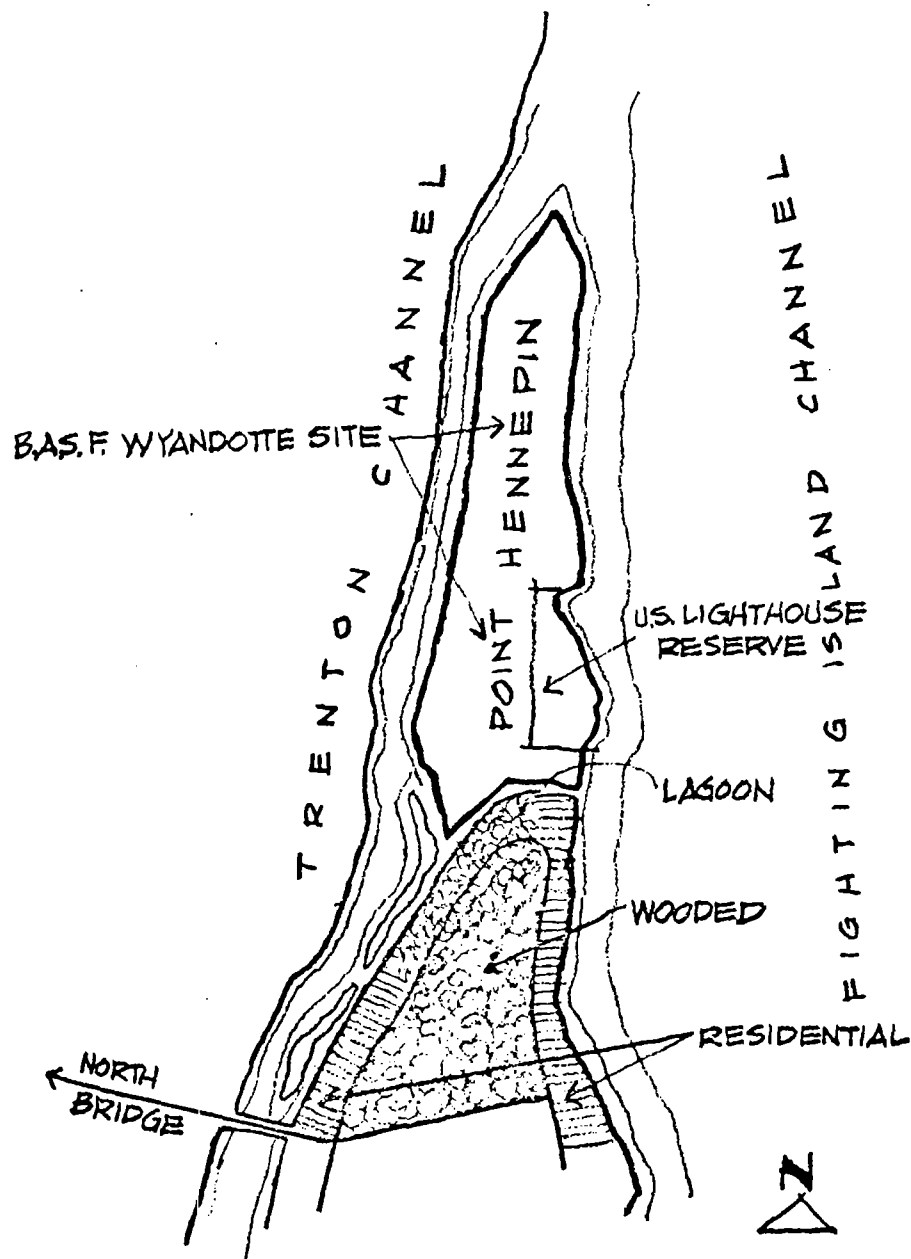 TRENTON CHANNEL
FIGHTING ISLAND CHANNEL
POINT HENNEPIN
B.A.S.F. WYANDOTTE SITE
U.S. LIGHTHOUSE
RESERVE
LAGOON
WOODED
RESIDENTIAL
NORTH
BRIDGE
N